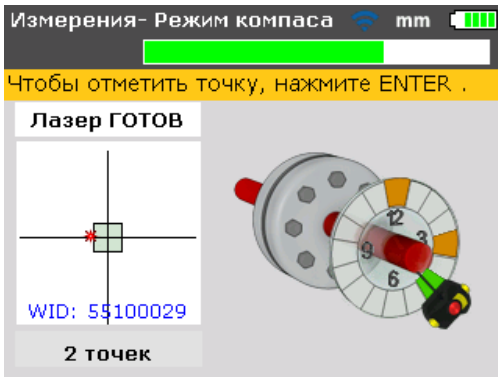 Измерения- Режим компаса mm
Чтобы отметить точку, нажмите ENTER .
Лазер ГОТОВ
12
3
9
6
WID: 55100029
2 точек